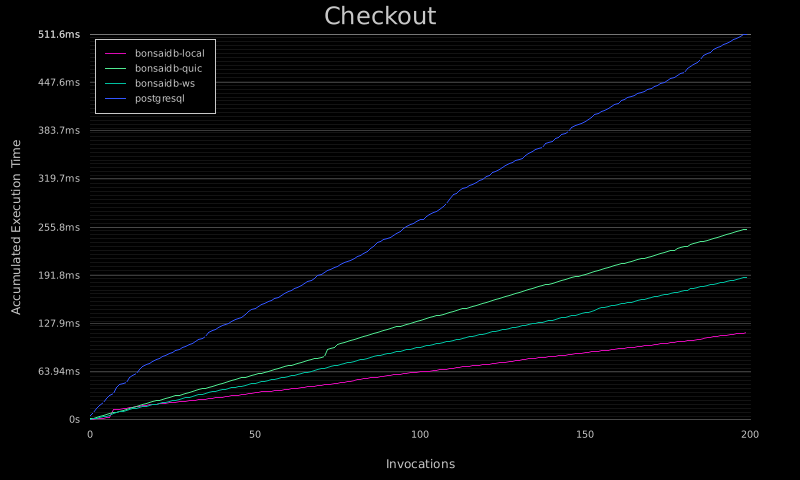 Checkout
511.6ms
447.6ms
383.7ms
319.7ms
255.8ms
191.8ms
127.9ms
63.94ms
0s
bonsaidb-local
bonsaidb-quic
bonsaidb-ws
postgresql
Accumulated Execution Time
0 50 100 150 200
Invocations